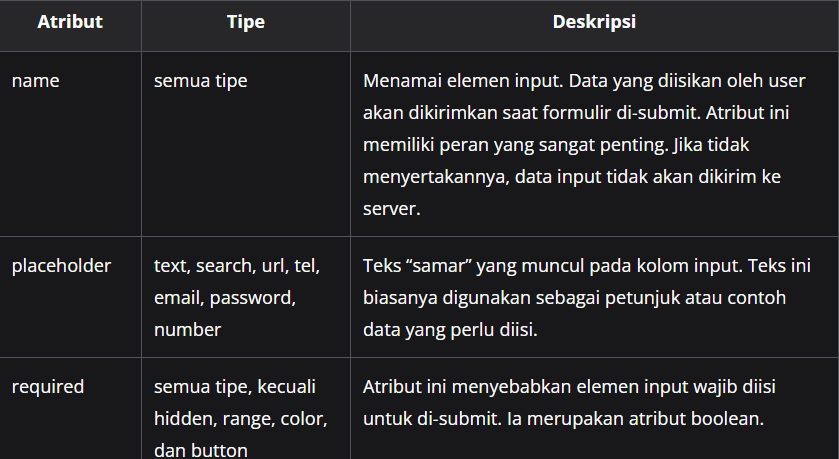 Atribut Tipe Deskripsi
name semua tipe Menamai elemen input. Data yang diisikan oleh user
akan dikirimkan saat formulir di-submit. Atribut ini
memiliki peran yang sangat penting. Jika tidak
menyertakannya, data input tidak akan dikirim ke
server.
placeholder text, search, url, tel, Teks “samar” yang muncul pada kolom input. Teks ini
email, password, biasanya digunakan sebagai petunjuk atau contoh
number data yang perlu diisi.
required semua tipe, kecuali Atribut ini menyebabkan elemen input wajib diisi
hidden, range, color, untuk di-submit. Ia merupakan atribut boolean.
dan button